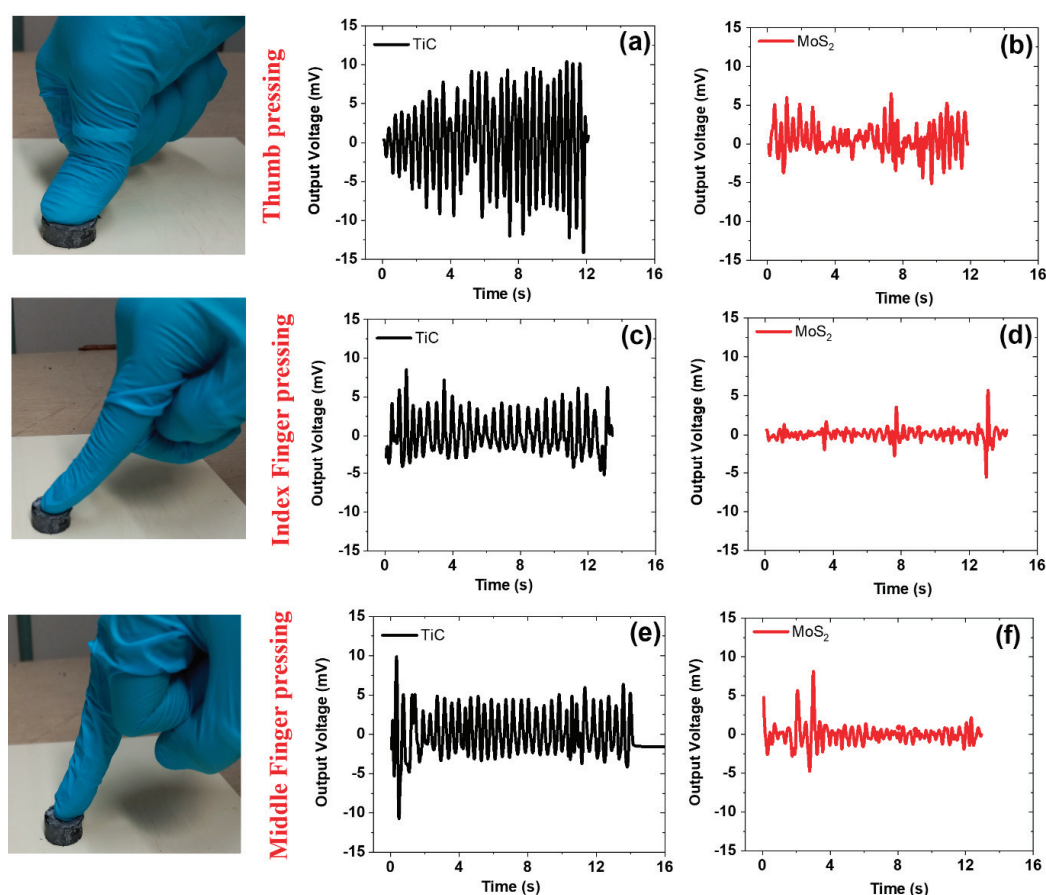 Thumb pressing
TiC
(a)
Output Voltage (mV)
15
10
5
0
-5
-10
-15
0 4 8 12 16
Time (s)
MoS₂
(b)
Output Voltage (mV)
15
10
5
0
-5
-10
-15
0 4 8 12 16
Time (s)
Index Finger pressing
TiC
(c)
Output Voltage (mV)
15
10
5
0
-5
-10
-15
0 4 8 12 16
Time (s)
MoS₂
(d)
Output Voltage (mV)
15
10
5
0
-5
-10
-15
0 4 8 12 16
Time (s)
Middle Finger pressing
TiC
(e)
Output Voltage (mV)
15
10
5
0
-5
-10
-15
0 4 8 12 16
Time (s)
MoS₂
(f)
Output Voltage (mV)
15
10
5
0
-5
-10
-15
0 4 8 12 16
Time (s)